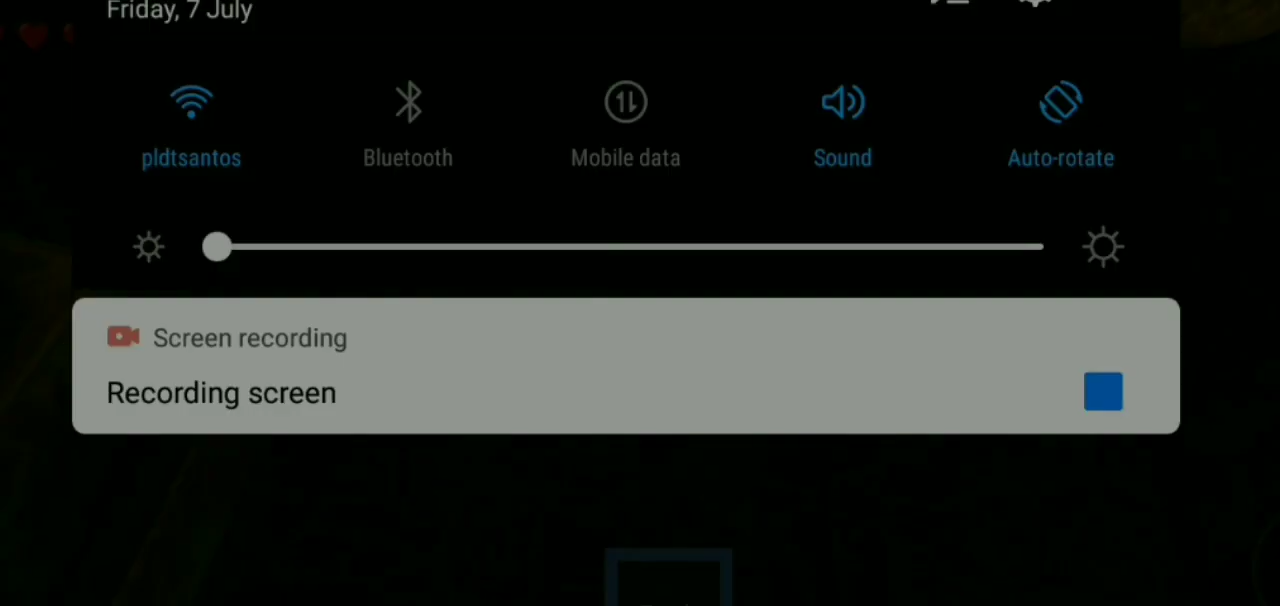 Friday, 7 July
pldtsantos
Bluetooth
Mobile data
Sound
Auto-rotate
Screen recording
Recording screen